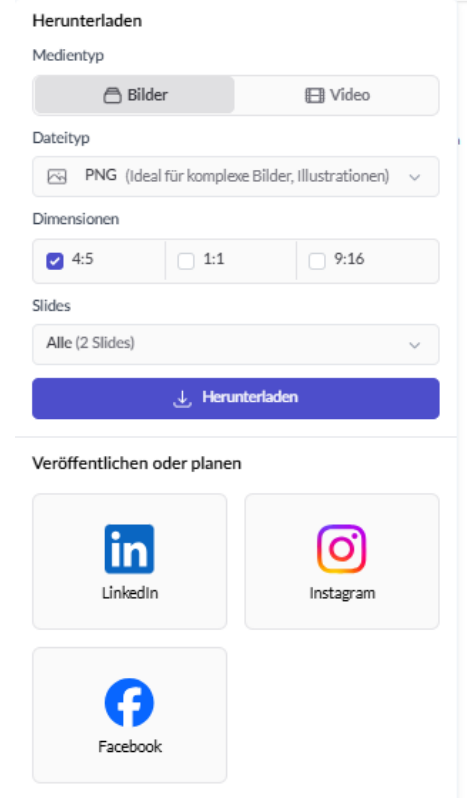 Herunterladen
Medientyp
Bilder
Video
Dateityp
PNG (Ideal für komplexe Bilder, Illustrationen)
Dimensionen
4:5
1:1
9:16
Slides
Alle (2 Slides)
Herunterladen
Veröffentlichen oder planen
in
LinkedIn
Instagram
f
Facebook